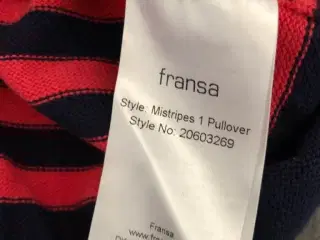 fransa
Style: Mistripes 1 Pullover
Style No: 20603269
Fransa